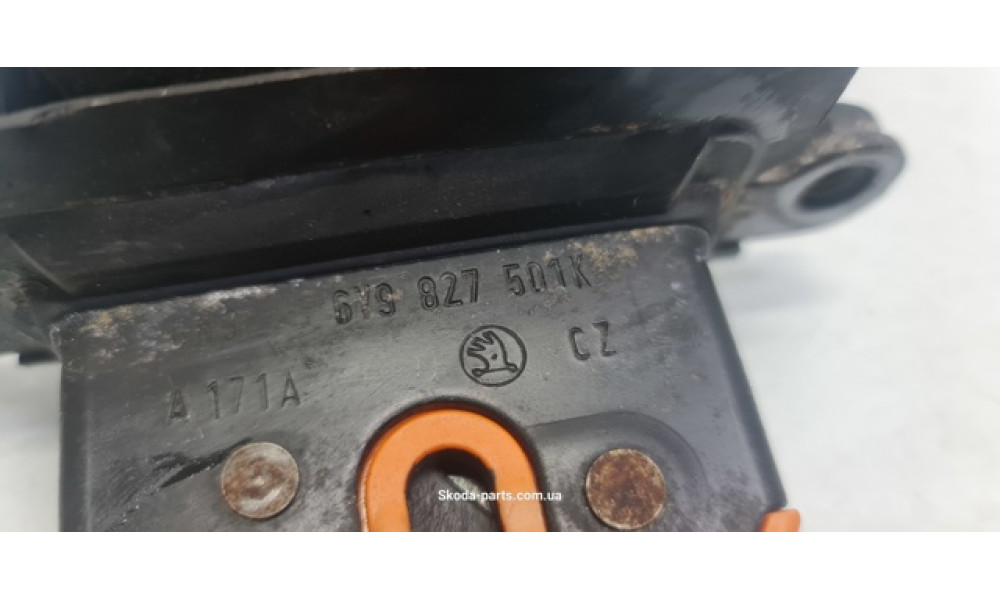 6Y9 827 501K
CZ
A 171A
Skoda-parts.com.ua